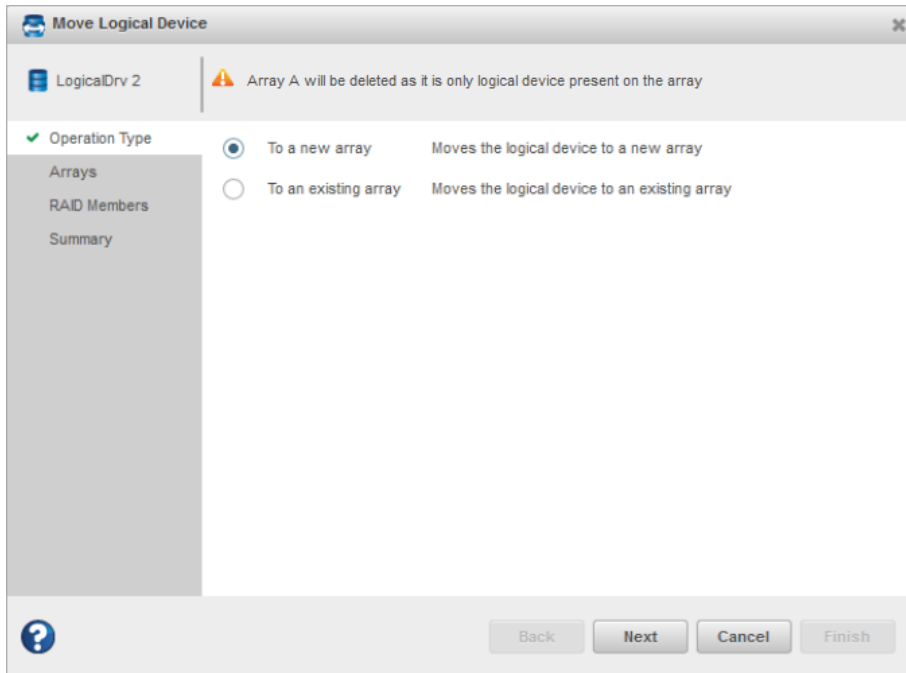 Move Logical Device
LogicalDrv 2
Array A will be deleted as it is only logical device present on the array
Operation Type
Arrays
RAID Members
Summary
To a new array Moves the logical device to a new array
To an existing array Moves the logical device to an existing array
?
Back Next Cancel Finish